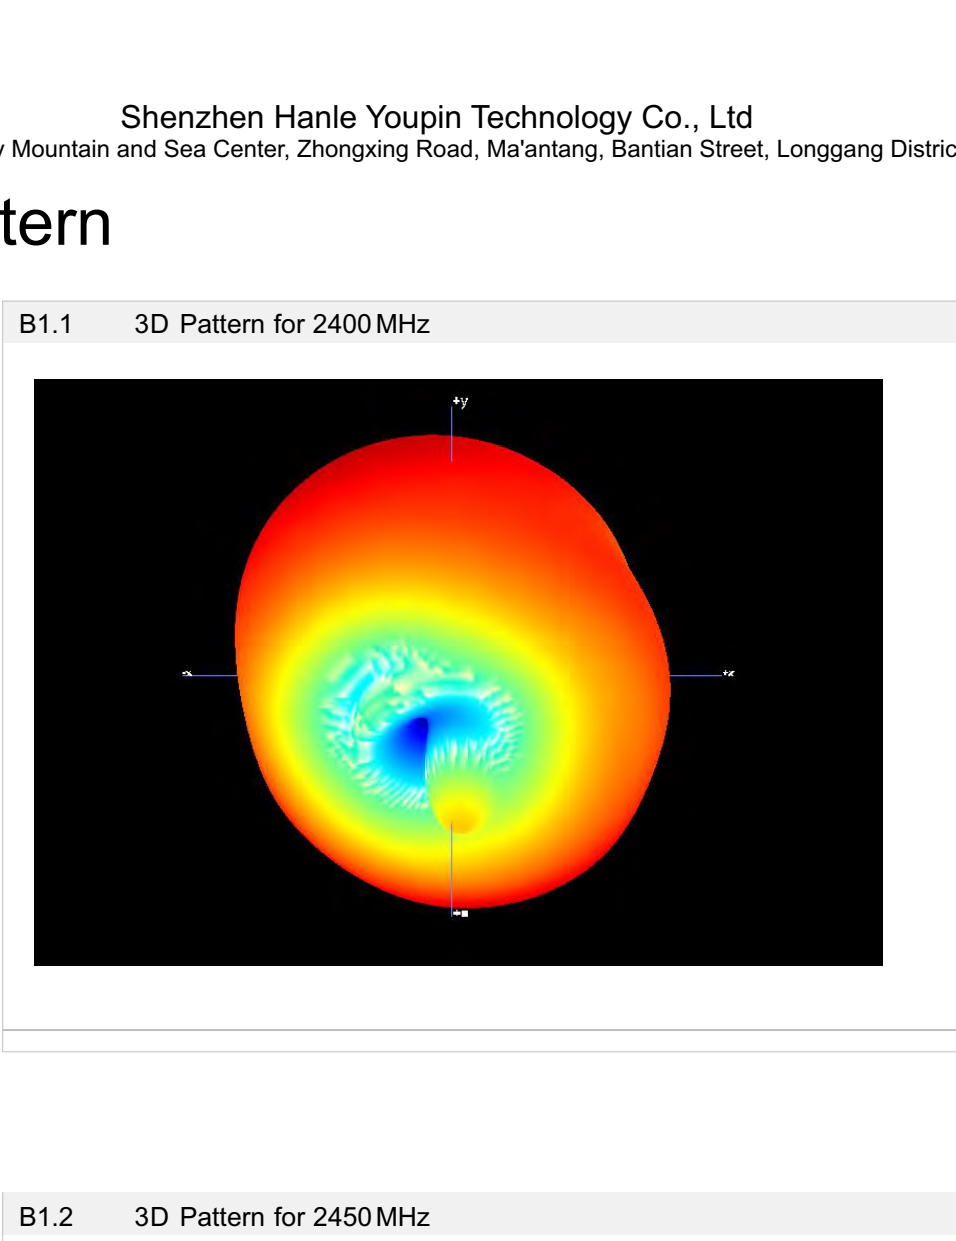 Shenzhen Hanle Youpin Technology Co., Ltd
Mountain and Sea Center, Zhongxing Road, Ma'antang, Bantian Street, Longgang Distric
tern
B1.1 3D Pattern for 2400 MHz
+y
-x
+x
B1.2 3D Pattern for 2450 MHz